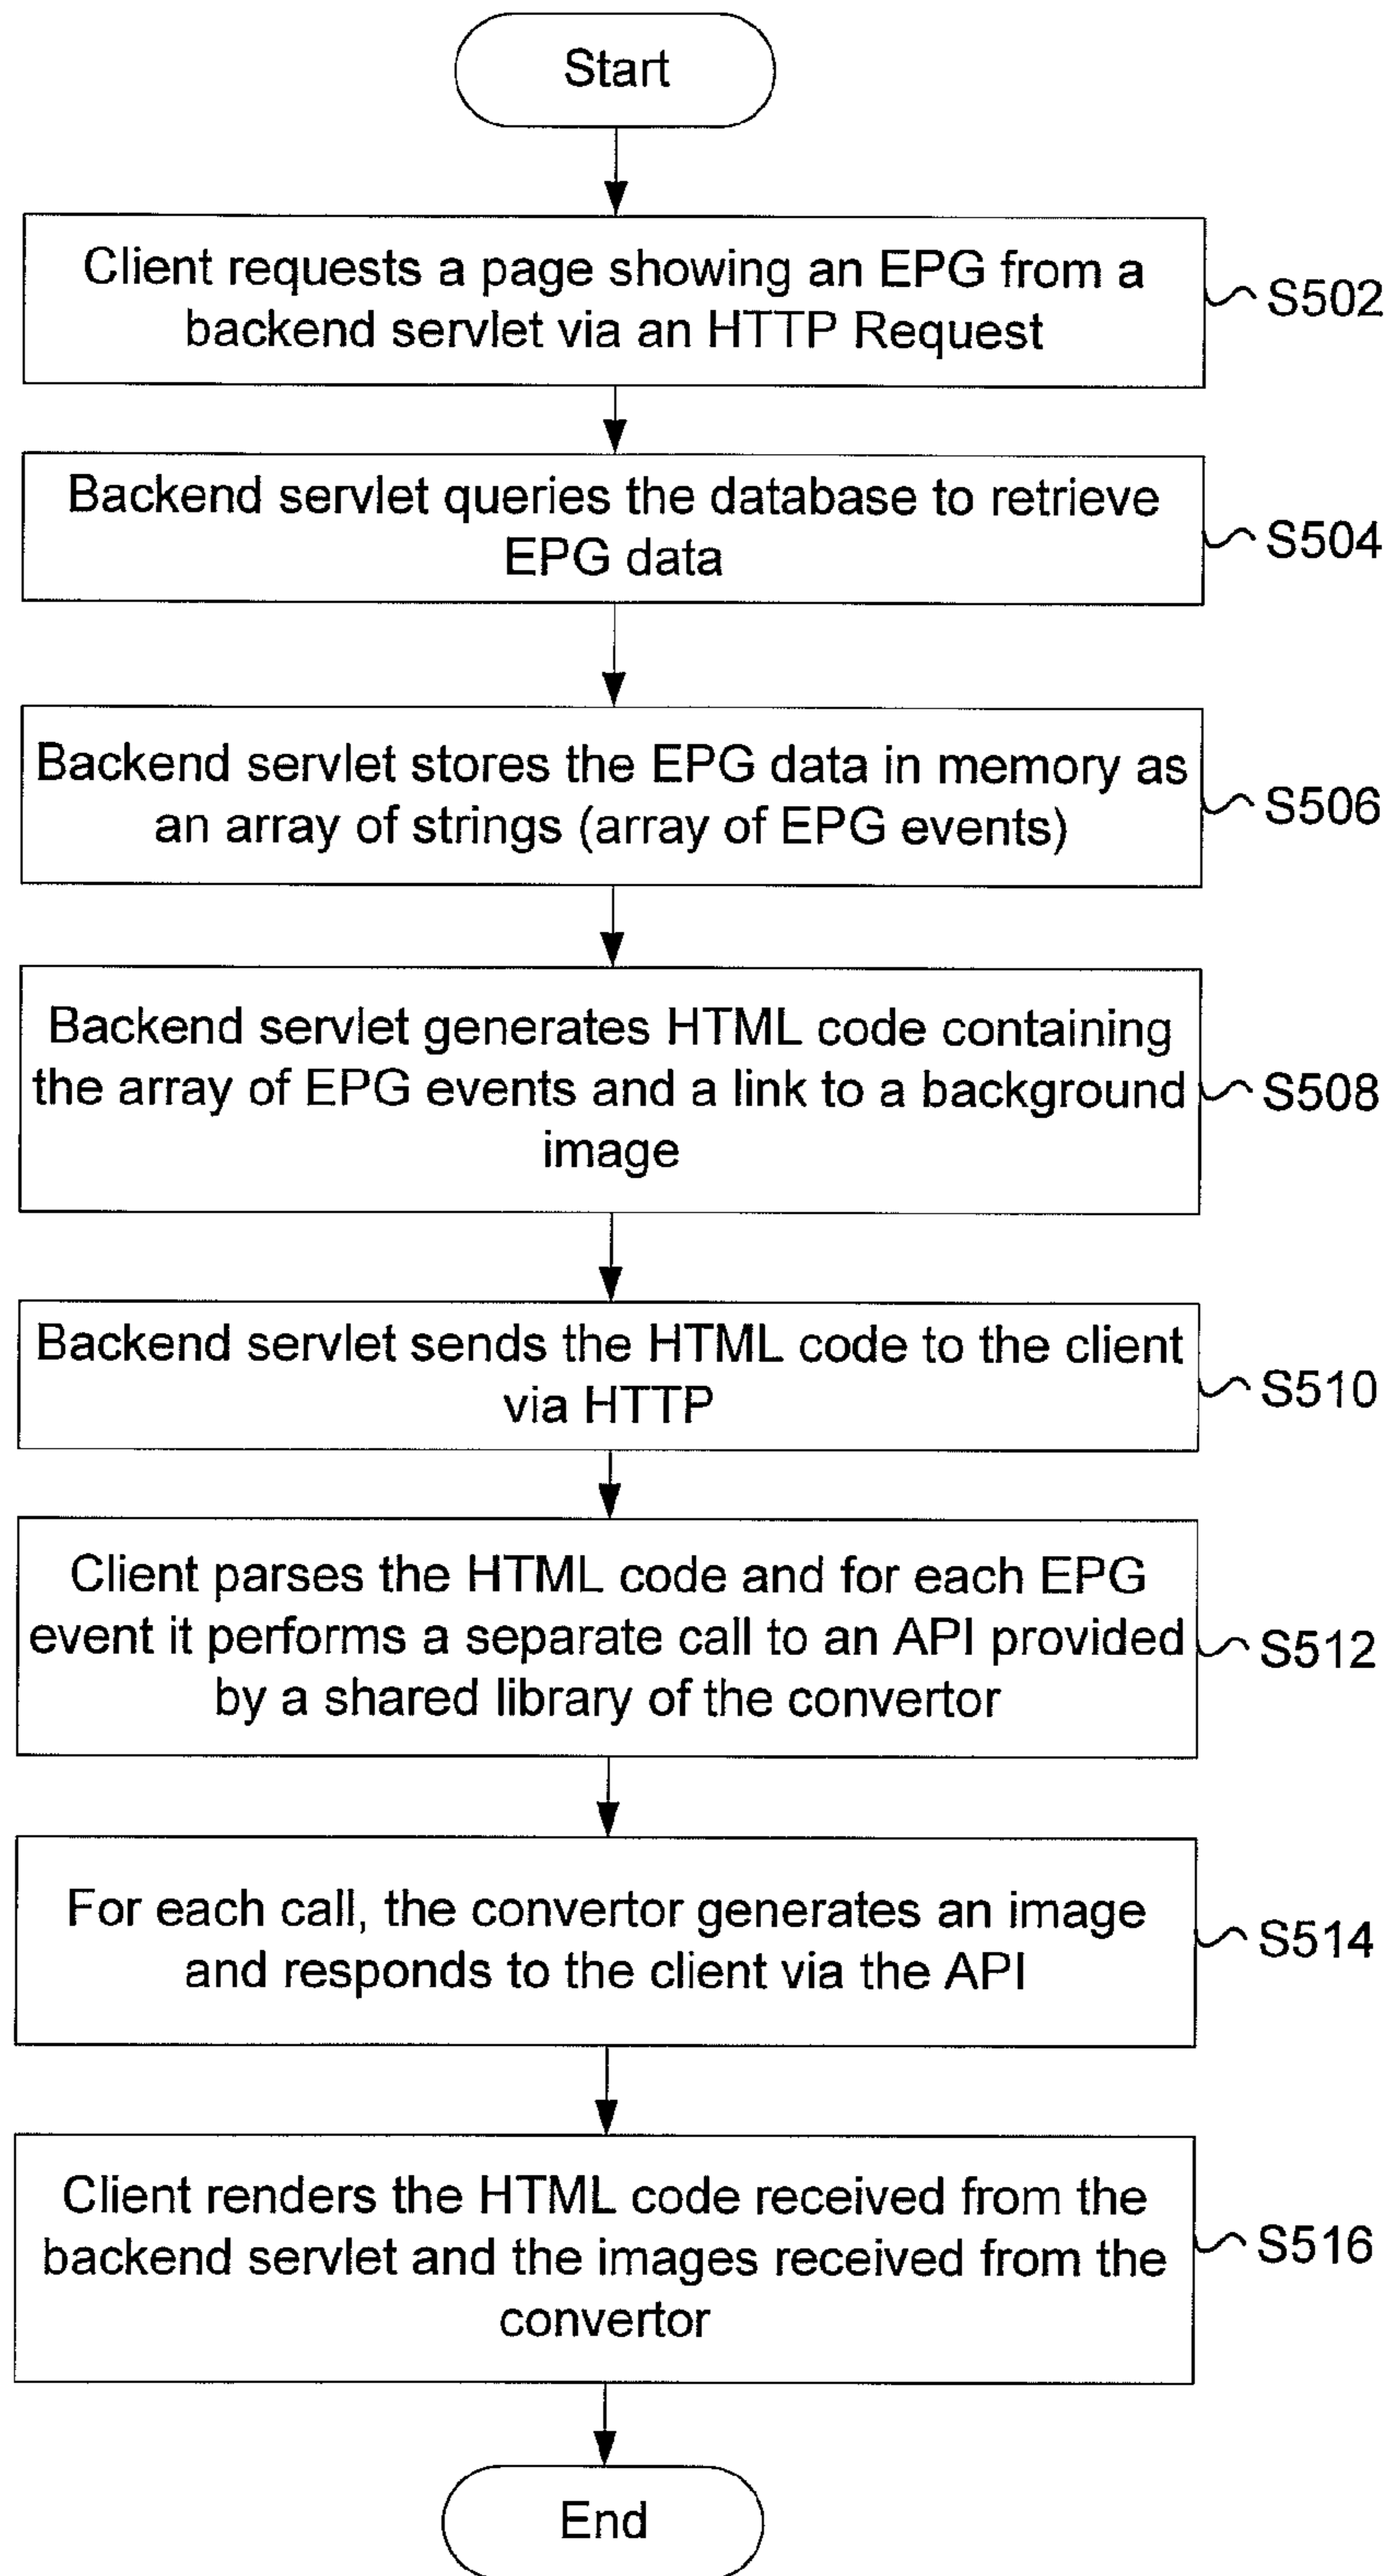 Start
Client requests a page showing an EPG from a
backend servlet via an HTTP Request
S502
Backend servlet queries the database to retrieve
EPG data
S504
Backend servlet stores the EPG data in memory as
an array of strings (array of EPG events)
S506
Backend servlet generates HTML code containing
the array of EPG events and a link to a background
image
S508
Backend servlet sends the HTML code to the client
via HTTP
S510
Client parses the HTML code and for each EPG
event it performs a separate call to an API provided
by a shared library of the convertor
S512
For each call, the convertor generates an image
and responds to the client via the API
S514
Client renders the HTML code received from the
backend servlet and the images received from the
convertor
S516
End